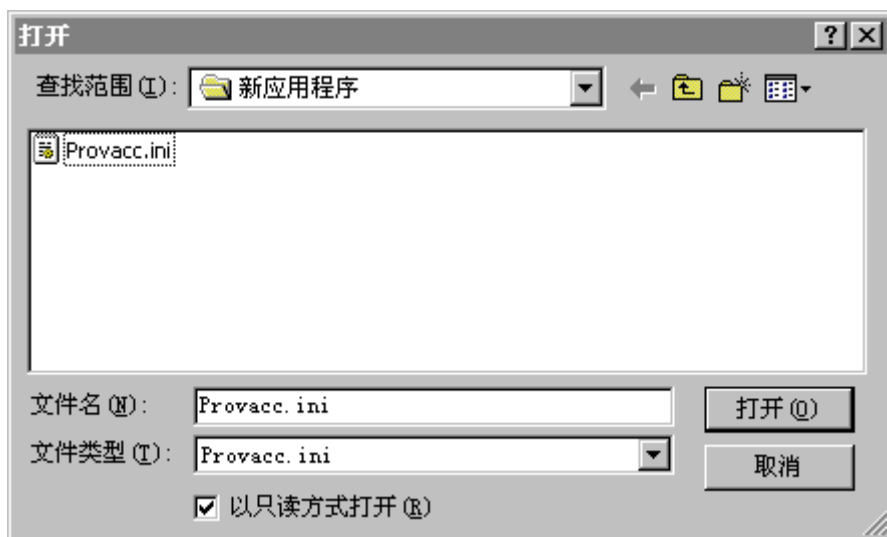 打开
查找范围(I): 新应用程序
Provacc.ini
文件名(N): Provacc.ini 打开(O)
文件类型(T): Provacc.ini 取消
以只读方式打开(R)